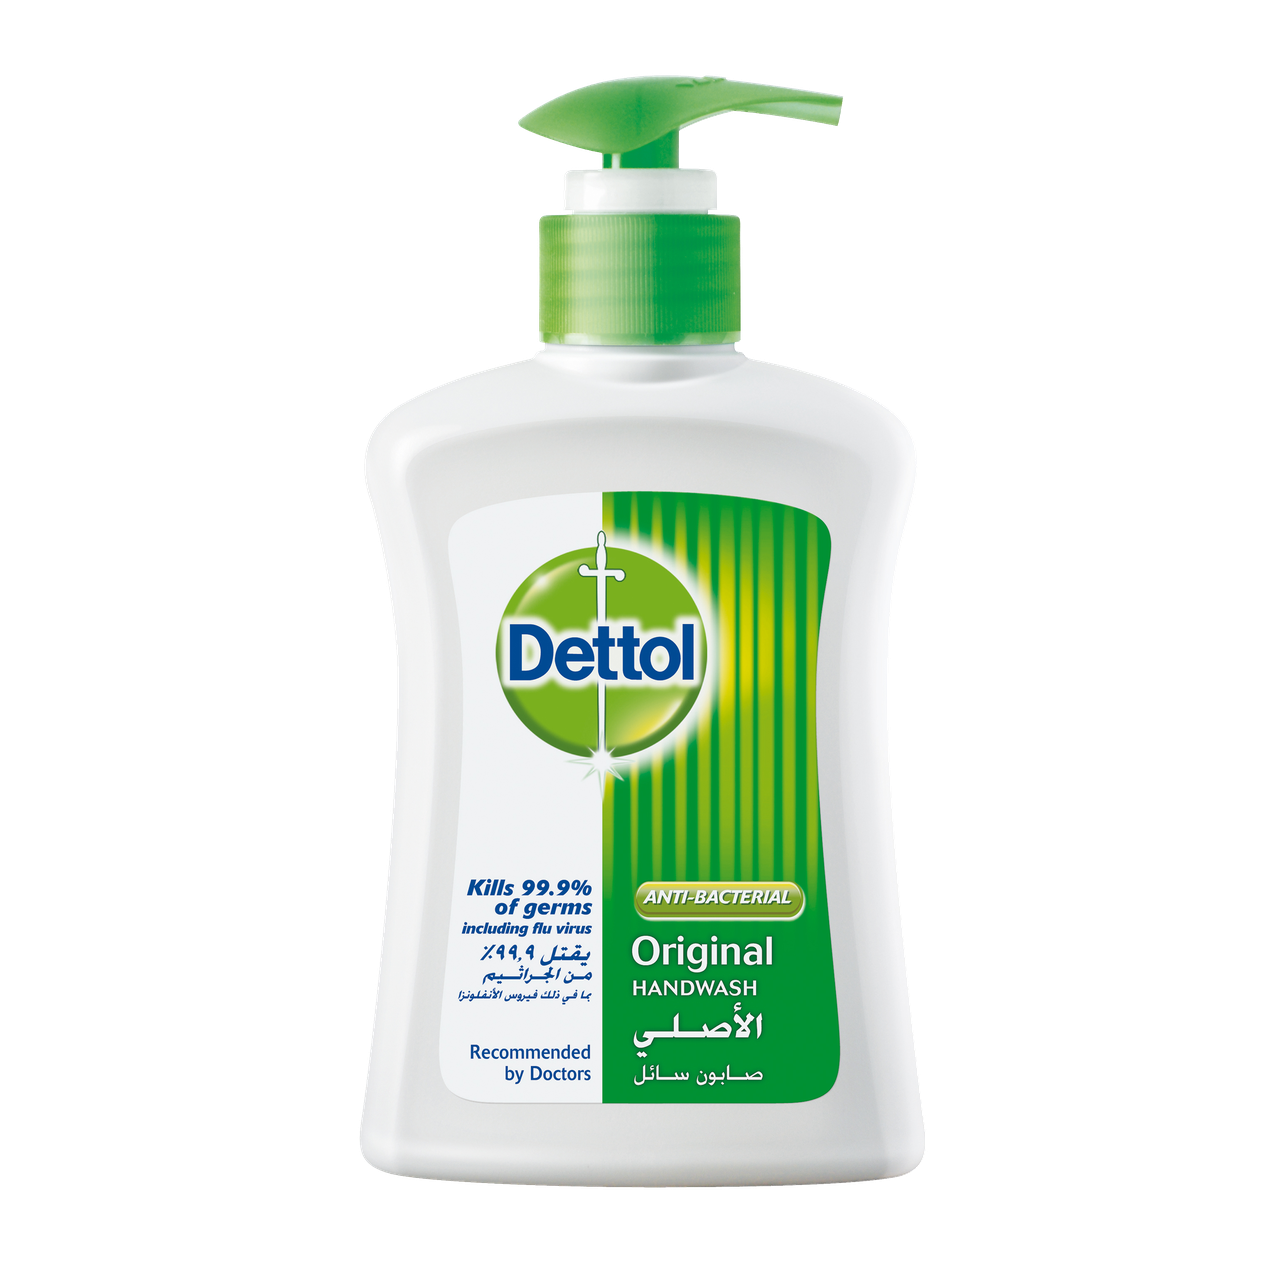 Dettol
Kills 99.9%
of germs
including flu virus
يقتل ٩٩,٩٪
من الجراثيم
بما في ذلك فيروس الأنفلونزا
Recommended
by Doctors
ANTI-BACTERIAL
Original
HANDWASH
الأصلي
صابون سائل